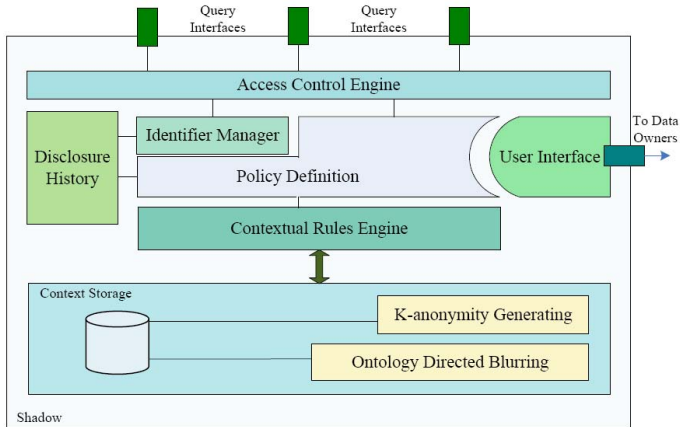 Query
Interfaces
Query
Interfaces
Access Control Engine
To Data
Owners
Identifier Manager
Disclosure
History
Policy Definition
User Interface
Contextual Rules Engine
Context Storage
K-anonymity Generating
Ontology Directed Blurring
Shadow